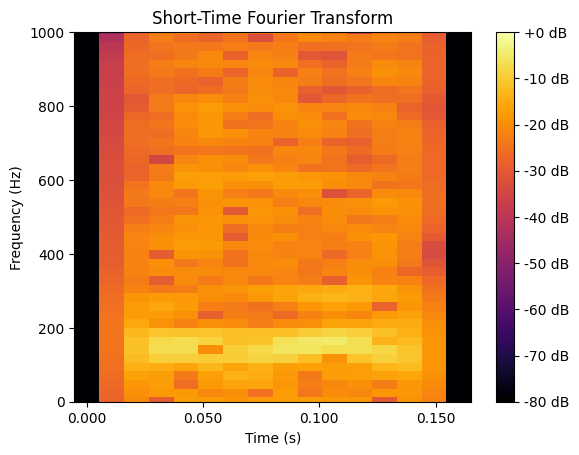 Short-Time Fourier Transform
1000
800
600
400
200
0
Frequency (Hz)
0.000
0.050
0.100
0.150
Time (s)
+0 dB
-10 dB
-20 dB
-30 dB
-40 dB
-50 dB
-60 dB
-70 dB
-80 dB